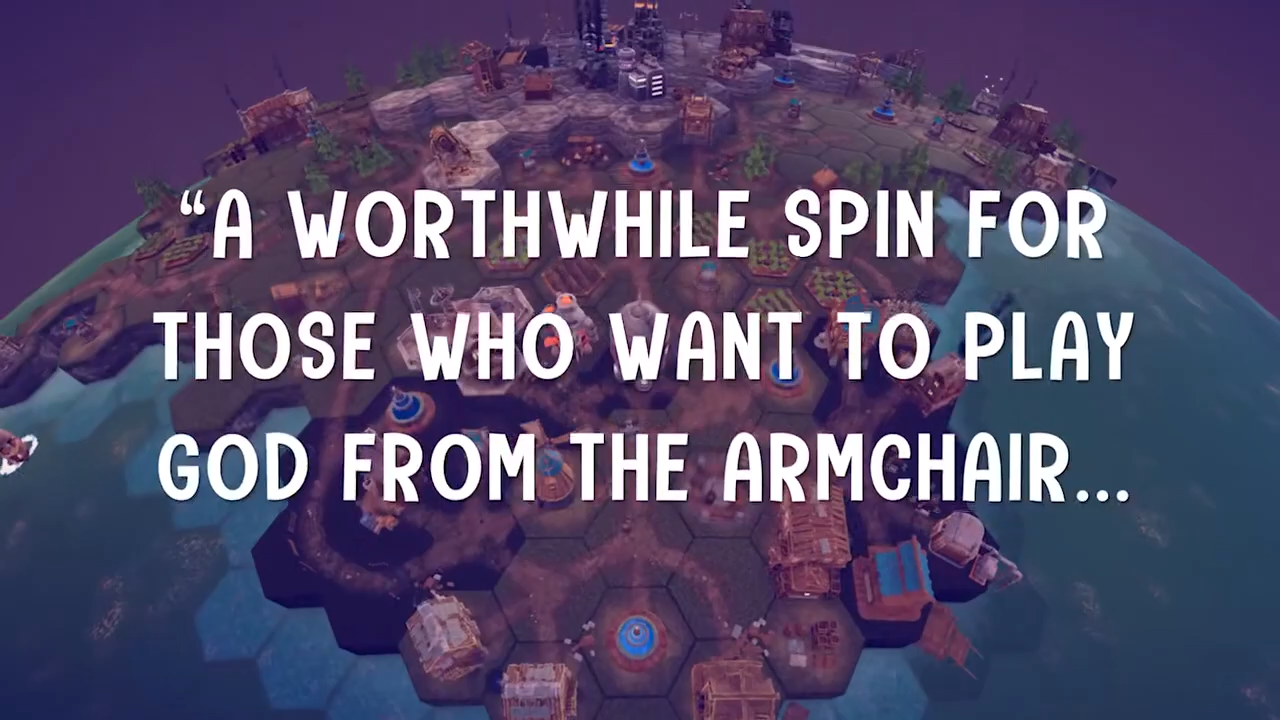 “A WORTHWHILE SPIN FOR
THOSE WHO WANT TO PLAY
GOD FROM THE ARMCHAIR...